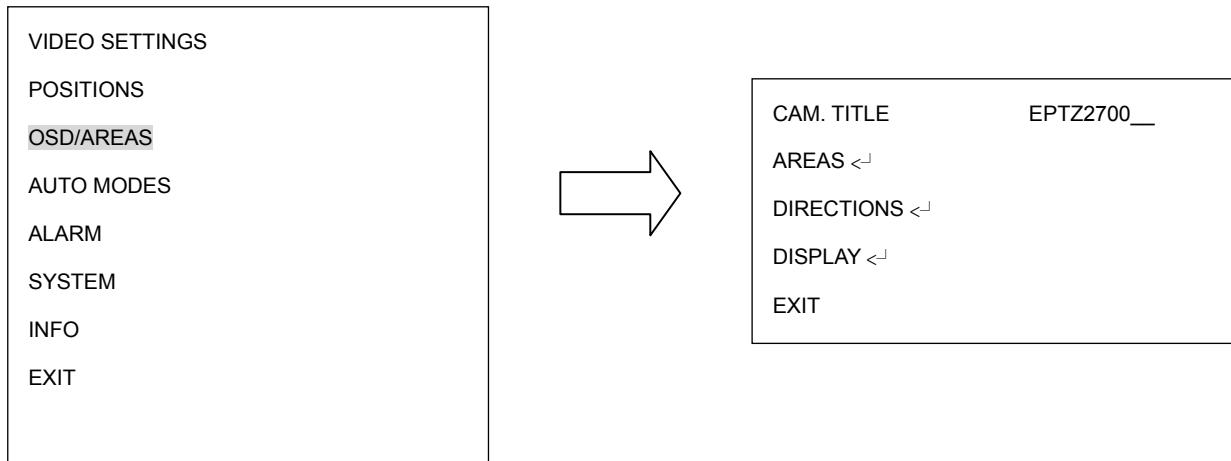 VIDEO SETTINGS
POSITIONS
OSD/AREAS
AUTO MODES
ALARM
SYSTEM
INFO
EXIT
CAM. TITLE EPTZ2700__
AREAS <┘
DIRECTIONS <┘
DISPLAY <┘
EXIT